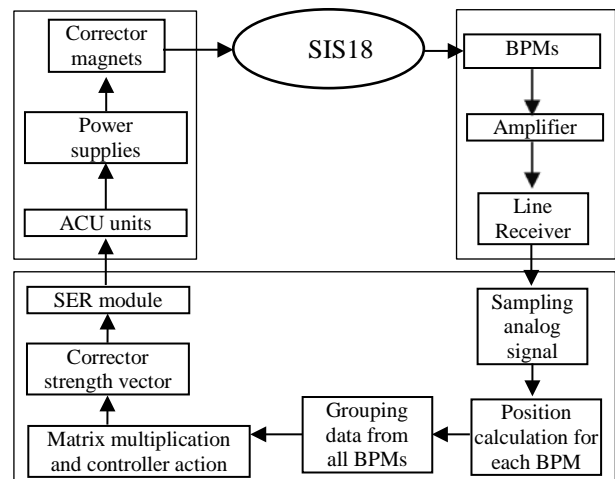 Corrector
magnets
SIS18
BPMs
Power
supplies
Amplifier
ACU units
Line
Receiver
SER module
Sampling
analog
signal
Corrector
strength vector
Matrix multiplication
and controller action
Grouping
data from
all BPMs
Position
calculation for
each BPM